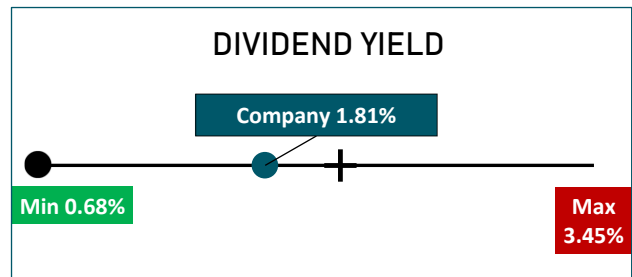 DIVIDEND YIELD
Company 1.81%
Min 0.68%
Max
3.45%